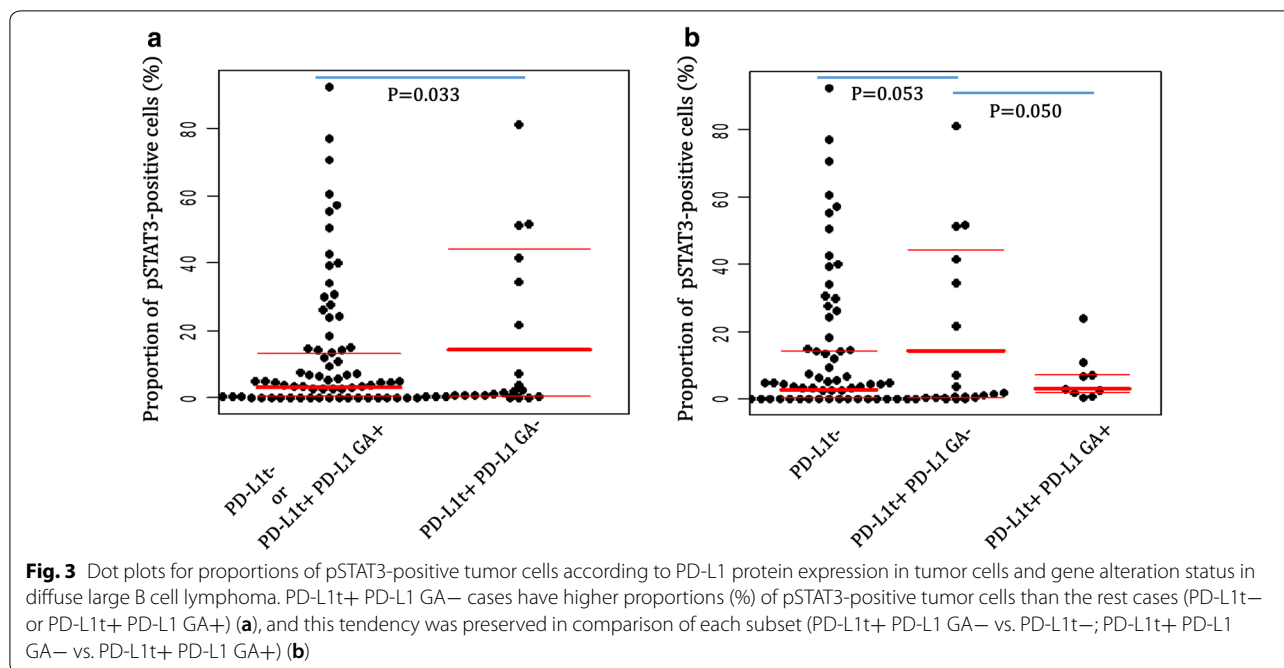 a
P=0.033
Proportion of pSTAT3-positive cells (%)
80
60
40
20
0
PD-L1t-
or
PD-L1t+ PD-L1 GA+
PD-L1t+ PD-L1 GA-
b
P=0.053
P=0.050
Proportion of pSTAT3-positive cells (%)
80
60
40
20
0
PD-L1t-
PD-L1t+ PD-L1 GA-
PD-L1t+ PD-L1 GA+
Fig. 3 Dot plots for proportions of pSTAT3-positive tumor cells according to PD-L1 protein expression in tumor cells and gene alteration status in
diffuse large B cell lymphoma. PD-L1t+ PD-L1 GA− cases have higher proportions (%) of pSTAT3-positive tumor cells than the rest cases (PD-L1t−
or PD-L1t+ PD-L1 GA+) (a), and this tendency was preserved in comparison of each subset (PD-L1t+ PD-L1 GA− vs. PD-L1t−; PD-L1t+ PD-L1
GA− vs. PD-L1t+ PD-L1 GA+) (b)